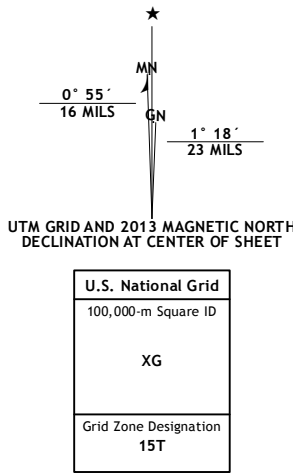 ★
MN
0° 55´
16 MILS
GN
1° 18´
23 MILS
UTM GRID AND 2013 MAGNETIC NORTH
DECLINATION AT CENTER OF SHEET
U.S. National Grid
100,000-m Square ID
XG
Grid Zone Designation
15T